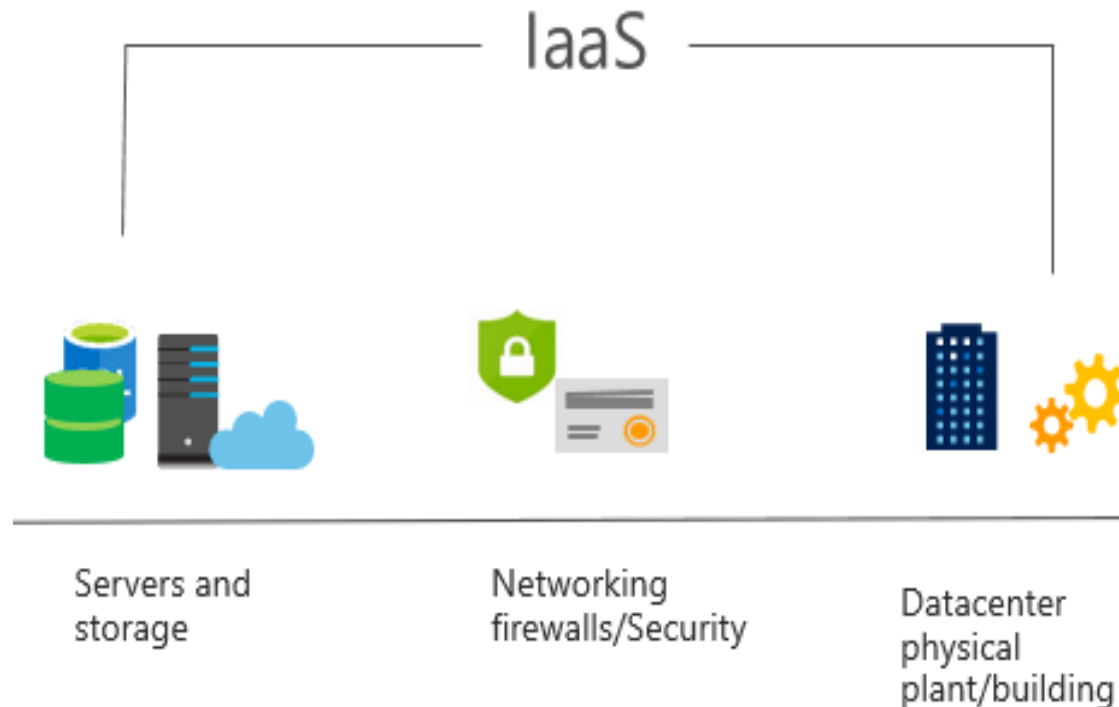 IaaS
Servers and
storage
Networking
firewalls/Security
Datacenter
physical
plant/building